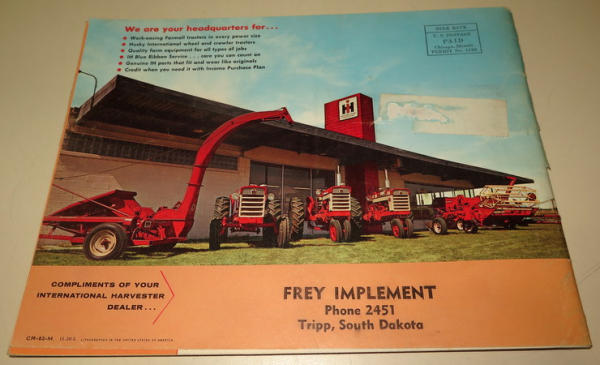 We are your headquarters for...
Work-easing Farmall tractors in every power size
Husky International wheel and crawler tractors
Quality farm equipment for all types of jobs
IH Blue Ribbon Service . . . care you can count on
Genuine IH parts that fit and wear like originals
Credit when you need it with Income Purchase Plan
BULK RATE
U. S. POSTAGE
PAID
Chicago, Illinois
IH
COMPLIMENTS OF YOUR
INTERNATIONAL HARVESTER
DEALER...
FREY IMPLEMENT
Phone 2451
Tripp, South Dakota
LITHOGRAPHED IN THE UNITED STATES OF AMERICA